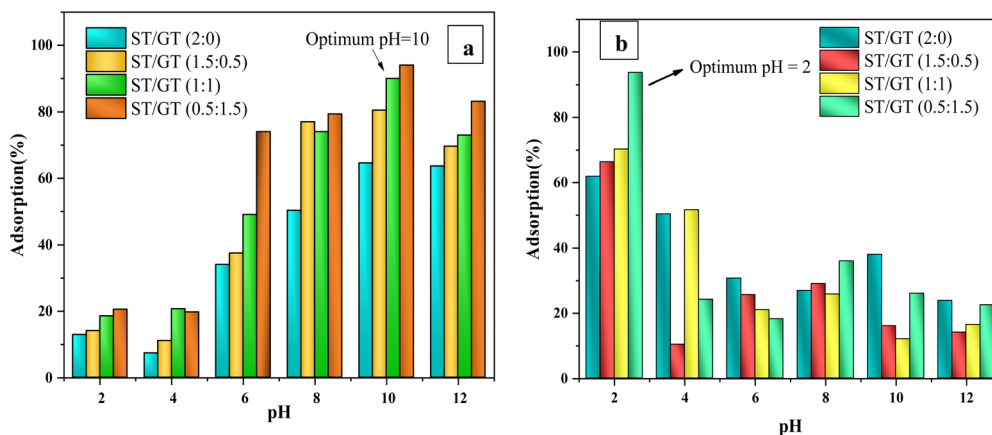 ST/GT (2:0)
ST/GT (1.5:0.5)
ST/GT (1:1)
ST/GT (0.5:1.5)
Optimum pH=10
a
100
80
60
40
20
0
Adsorption(%)
2 4 6 8 10 12
pH
b
Optimum pH = 2
ST/GT (2:0)
ST/GT (1.5:0:5)
ST/GT (1:1)
ST/GT (0.5:1.5)
100
80
60
40
20
0
Adsorption(%)
2 4 6 8 10 12
pH